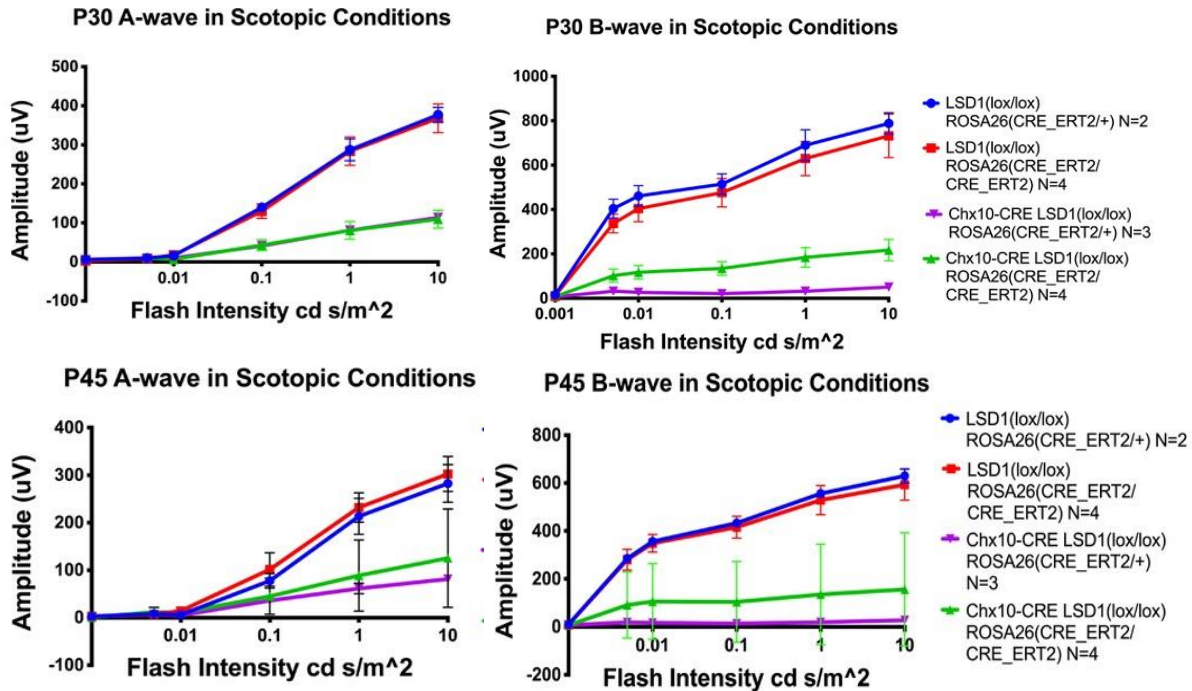 P30 A-wave in Scotopic Conditions
Amplitude (uV)
500
400
300
200
100
0
-100
0.01
0.1
1
10
Flash Intensity cd s/m^2
P30 B-wave in Scotopic Conditions
Amplitude (uV)
1000
800
600
400
200
0
0.001
0.01
0.1
1
10
Flash Intensity cd s/m^2
LSD1(lox/lox)
ROSA26(CRE_ERT2/+) N=2
LSD1(lox/lox)
ROSA26(CRE_ERT2/
CRE_ERT2) N=4
Chx10-CRE LSD1(lox/lox)
ROSA26(CRE_ERT2/+) N=3
Chx10-CRE LSD1(lox/lox)
ROSA26(CRE_ERT2/
CRE_ERT2) N=4
P45 A-wave in Scotopic Conditions
Amplitude (uV)
400
300
200
100
0
-100
0.01
0.1
1
10
Flash Intensity cd s/m^2
P45 B-wave in Scotopic Conditions
Amplitude (uV)
800
600
400
200
0
-200
0.01
0.1
1
10
Flash Intensity cd s/m^2
LSD1(lox/lox)
ROSA26(CRE_ERT2/+) N=2
LSD1(lox/lox)
ROSA26(CRE_ERT2/
CRE_ERT2) N=4
Chx10-CRE LSD1(lox/lox)
ROSA26(CRE_ERT2/+)
N=3
Chx10-CRE LSD1(lox/lox)
ROSA26(CRE_ERT2/
CRE_ERT2) N=4